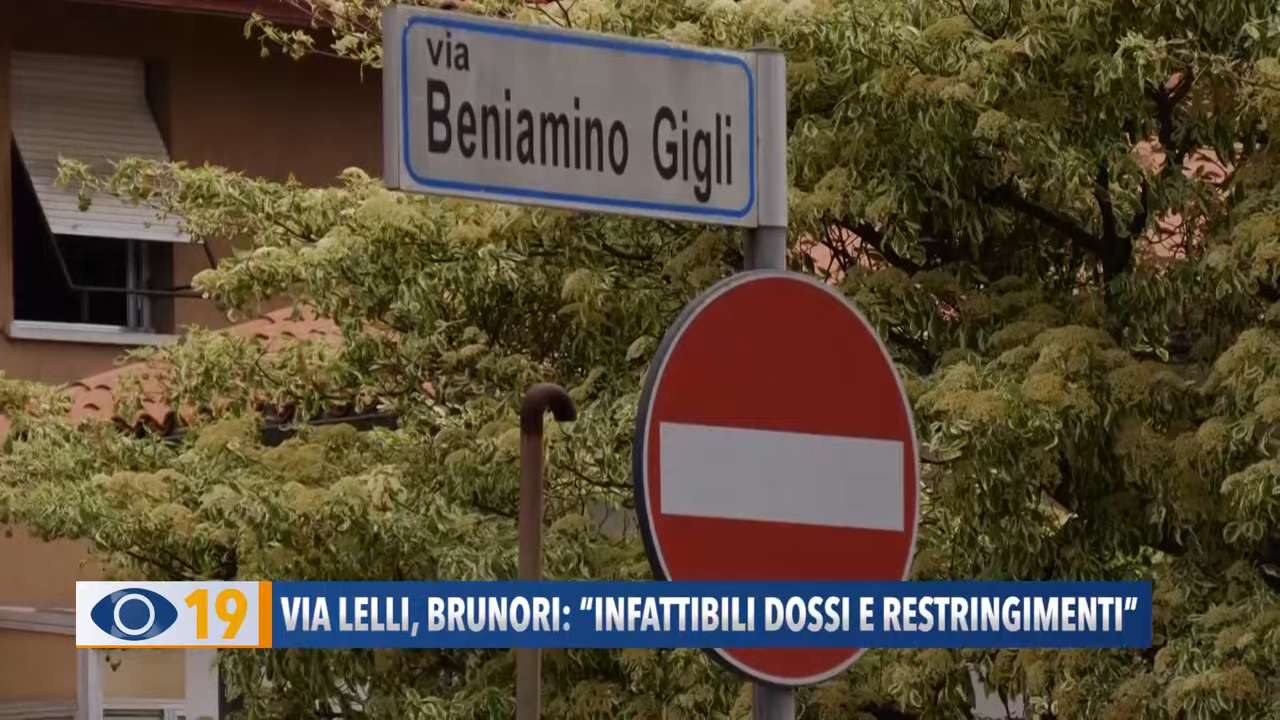 via
Beniamino Gigli
19
VIA LELLI, BRUNORI: “INFATTIBILI DOSSI E RESTRINGIMENTI”